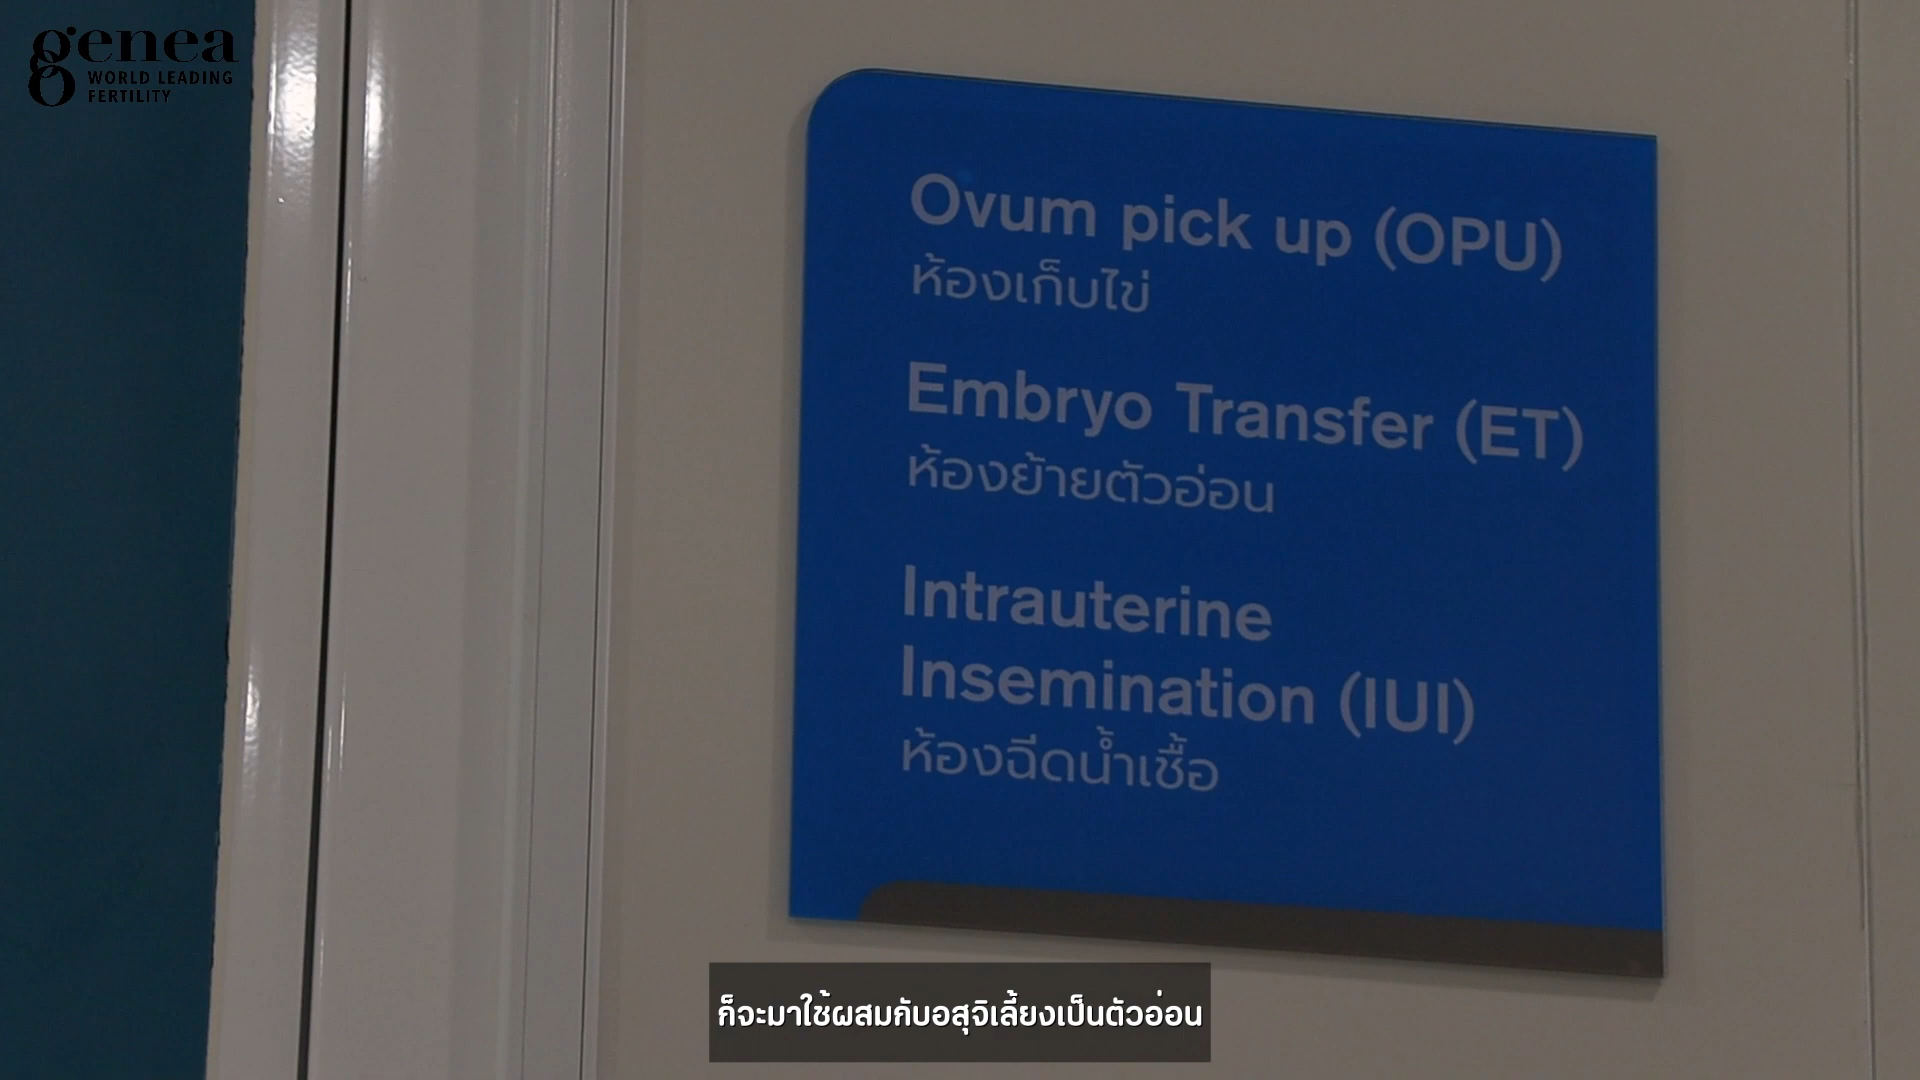 genea
WORLD LEADING
FERTILITY
Ovum pick up (OPU)
ห้องเก็บไข่
Embryo Transfer (ET)
ห้องย้ายตัวอ่อน
Intrauterine
Insemination (IUI)
ห้องฉีดน้ำเชื้อ
ก็จะมาใช้ผสมกับอสุจิเลี้ยงเป็นตัวอ่อน